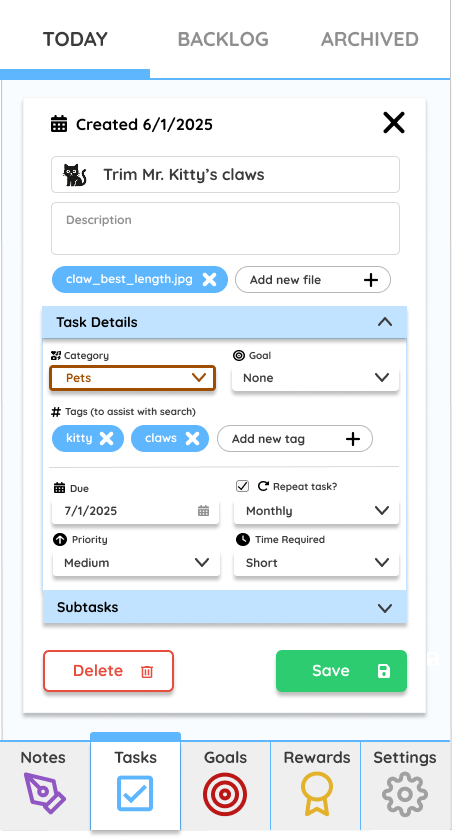 TODAY BACKLOG ARCHIVED
Created 6/1/2025
Trim Mr. Kitty's claws
Description
claw_best_length.jpg Add new file
Task Details
Category Goal
Pets None
# Tags (to assist with search)
kitty claws Add new tag
Due Repeat task?
7/1/2025 Monthly
Priority Time Required
Medium Short
Subtasks
Delete Save
Notes Tasks Goals Rewards Settings